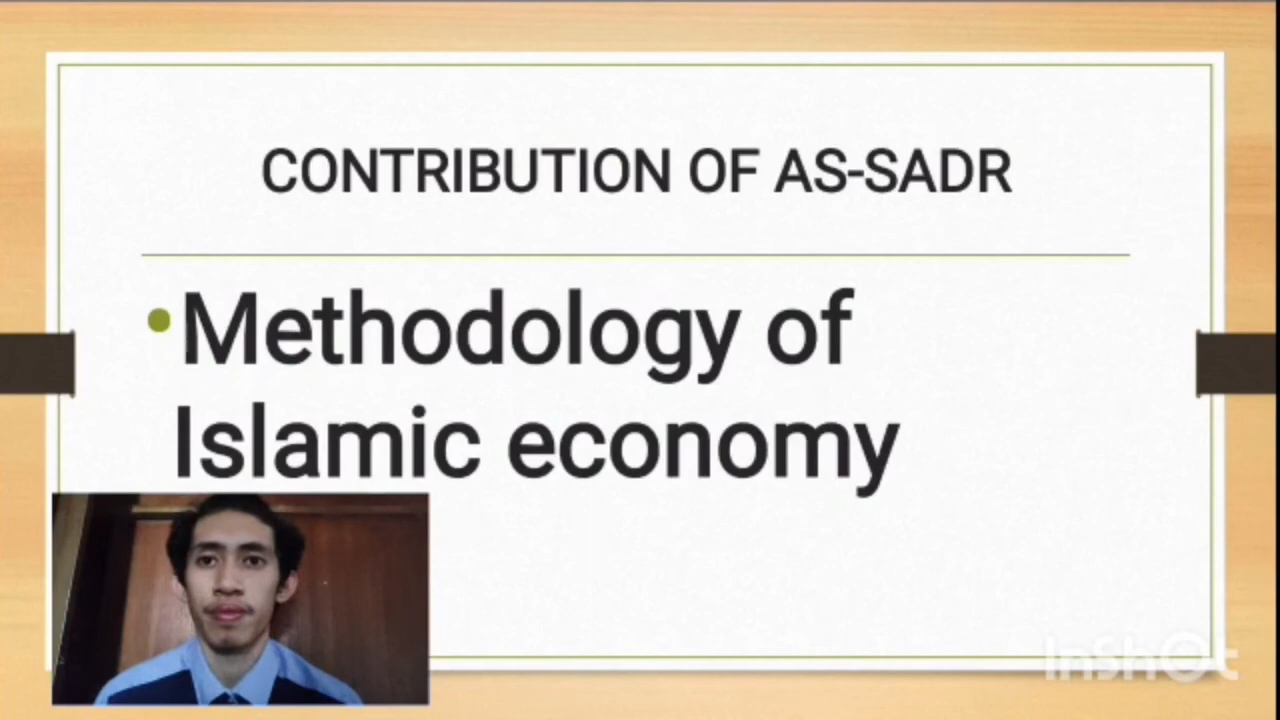 CONTRIBUTION OF AS-SADR
•Methodology of
Islamic economy
InShOt